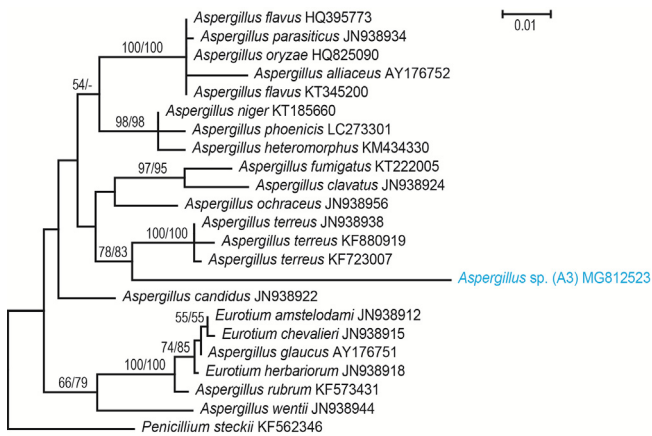 Aspergillus flavus HQ395773
0.01
Aspergillus parasiticus JN938934
100/100
Aspergillus oryzae HQ825090
Aspergillus alliaceus AY176752
54/-
Aspergillus flavus KT345200
Aspergillus niger KT185660
98/98
Aspergillus phoenicis LC273301
Aspergillus heteromorphus KM434330
97/95
Aspergillus fumigatus KT222005
Aspergillus clavatus JN938924
Aspergillus ochraceus JN938956
Aspergillus terreus JN938938
100/100
Aspergillus terreus KF880919
78/83
Aspergillus terreus KF723007
Aspergillus sp. (A3) MG812523
Aspergillus candidus JN938922
55/55
Eurotium amstelodami JN938912
Eurotium chevalieri JN938915
74/85
Aspergillus glaucus AY176751
100/100
Eurotium herbariorum JN938918
66/79
Aspergillus rubrum KF573431
Aspergillus wentii JN938944
Penicillium steckii KF562346